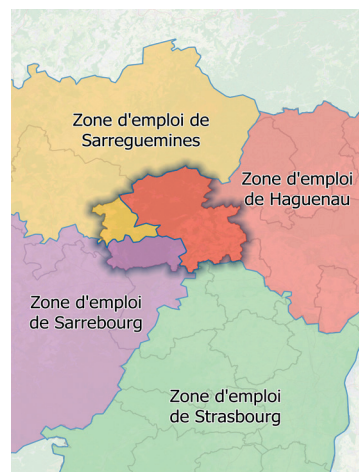 Zone d'emploi de
Sarreguemines
Zone d'emploi
de Haguenau
Zone d'emploi
de Sarrebourg
Zone d'emploi
de Strasbourg